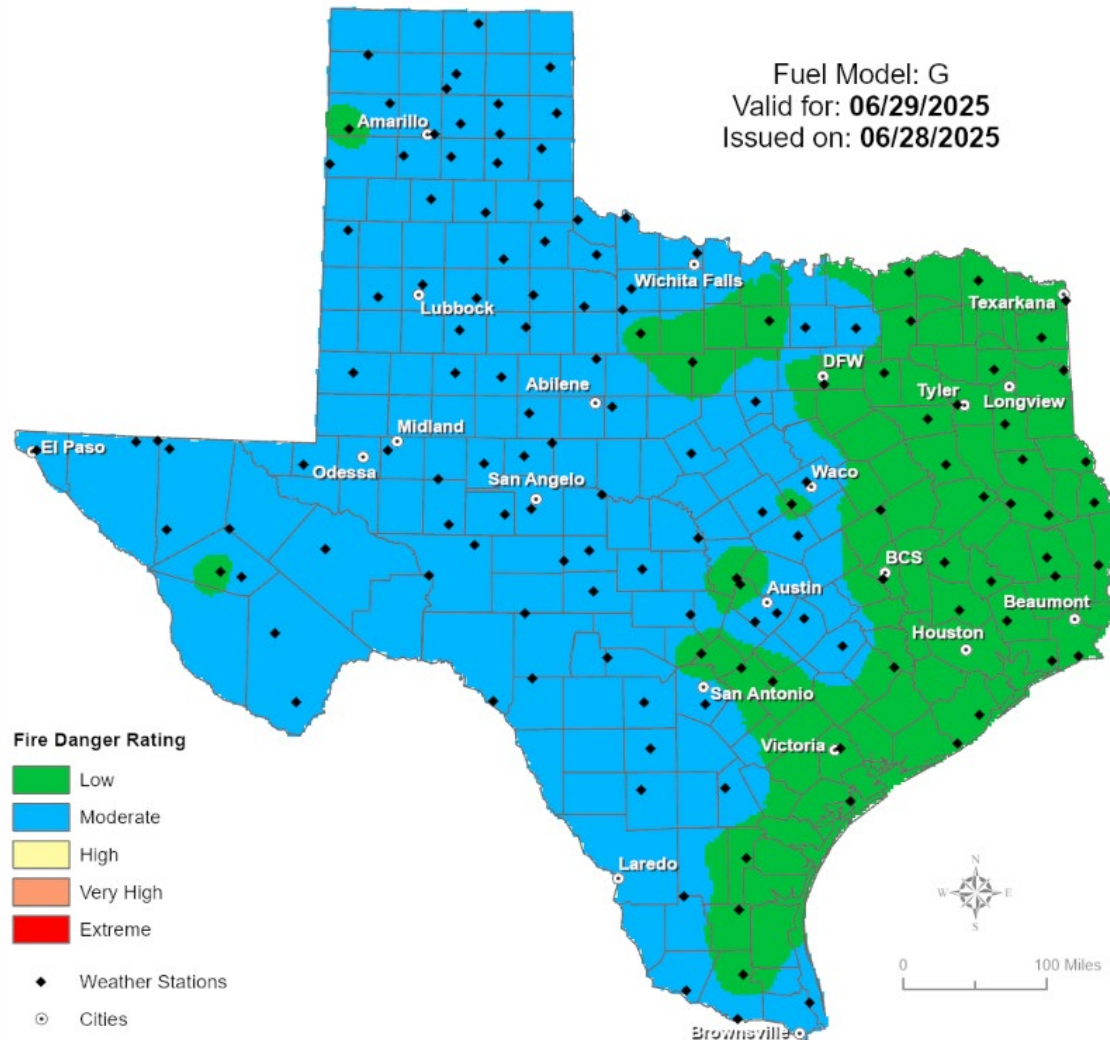 Fuel Model: G
Valid for: 06/29/2025
Issued on: 06/28/2025
Amarillo
Wichita Falls
Lubbock
Texarkana
DFW
Abilene
Tyler
Longview
Midland
El Paso
Odessa
San Angelo
Waco
BCS
Austin
Beaumont
Houston
San Antonio
Victoria
Laredo
Brownsville
Fire Danger Rating
Low
Moderate
High
Very High
Extreme
Weather Stations
Cities
N
W
E
S
0
100 Miles